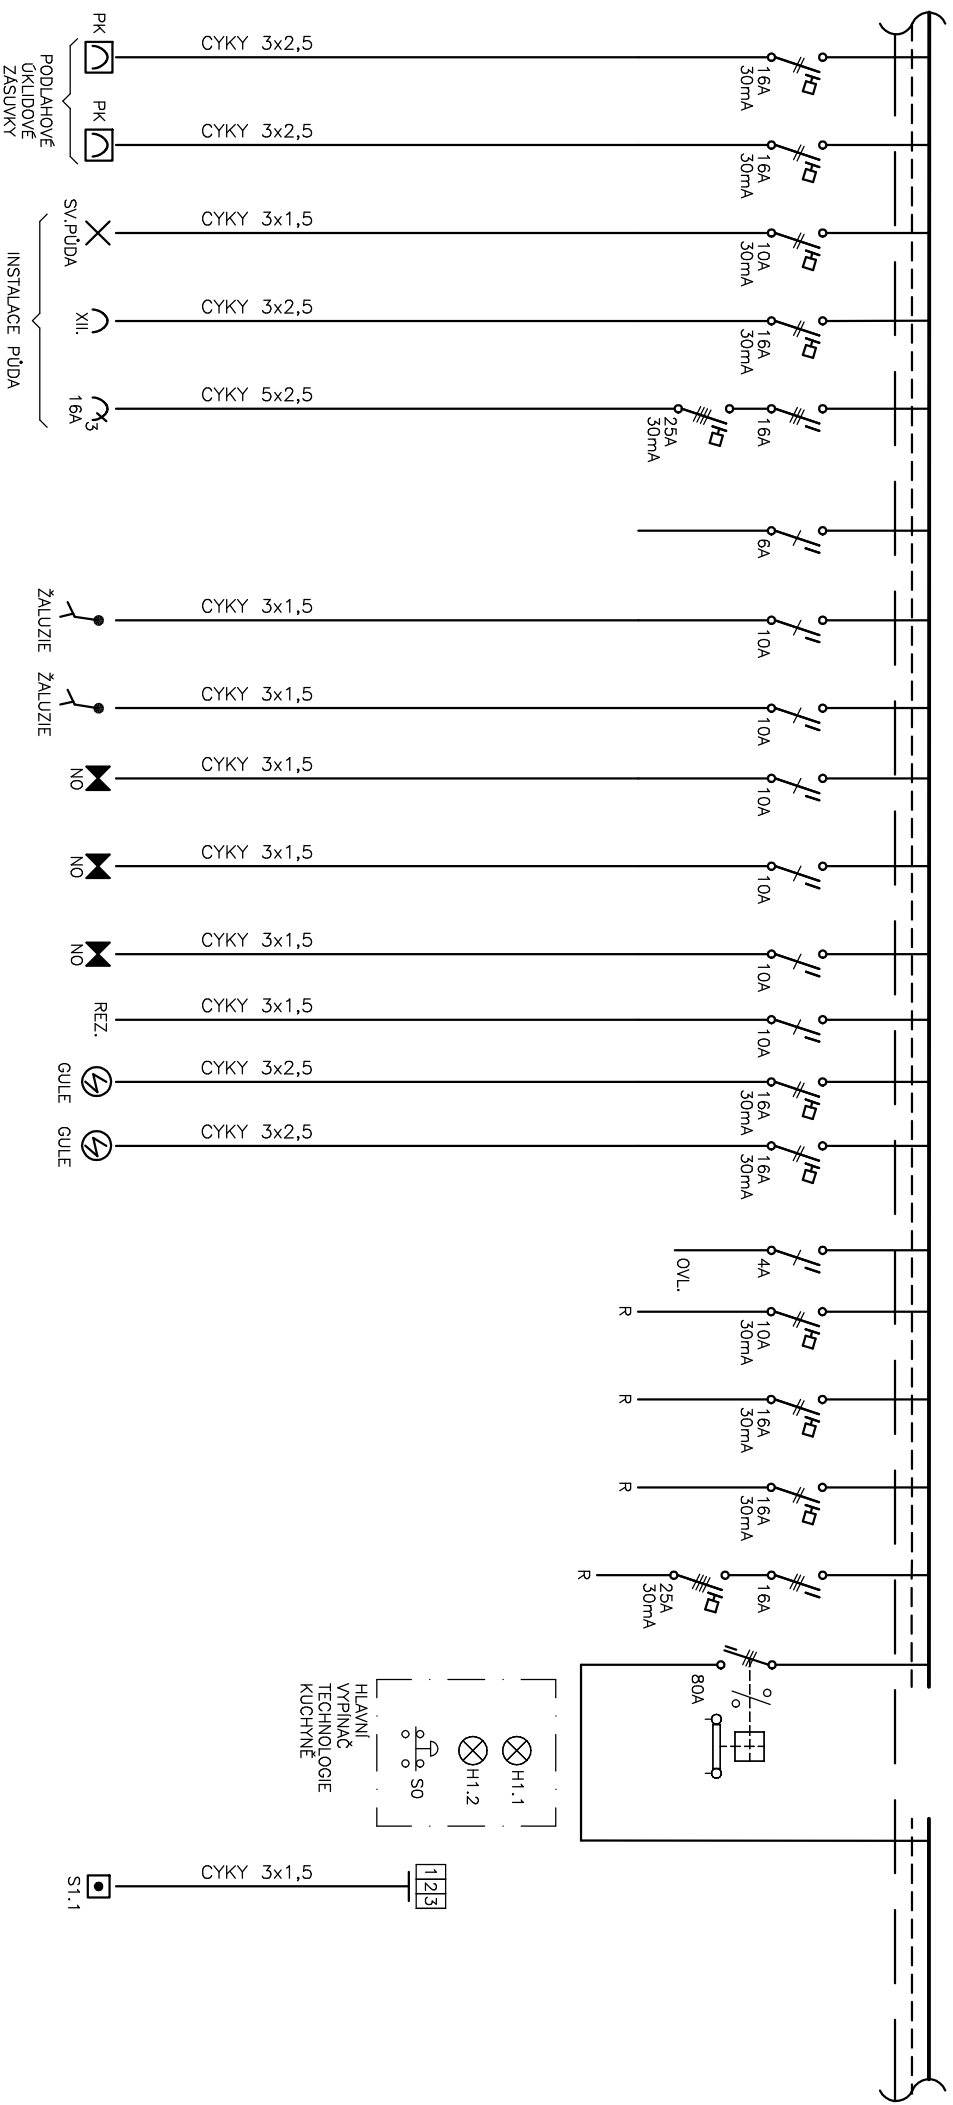 PK
CYKY 3x2,5
16A
30mA
PK
CYKY 3x2,5
16A
30mA
PODLAHOVÉ
ÚKLIDOVÉ
ZÁSUVKY
SV.PŮDA
CYKY 3x1,5
10A
30mA
XII.
CYKY 3x2,5
16A
30mA
16A
3
CYKY 5x2,5
25A
30mA
16A
INSTALACE PŮDA
6A
ŽALUZIE
CYKY 3x1,5
10A
ŽALUZIE
CYKY 3x1,5
10A
NO
CYKY 3x1,5
10A
NO
CYKY 3x1,5
10A
NO
CYKY 3x1,5
10A
REZ.
CYKY 3x1,5
10A
GULE
CYKY 3x2,5
16A
30mA
GULE
CYKY 3x2,5
16A
30mA
OVL.
4A
R
10A
30mA
R
16A
30mA
R
16A
30mA
R
25A
30mA
16A
80A
HLAVNÍ
VYPÍNAČ
TECHNOLOGIE
KUCHYNĚ
H1.1
H1.2
S0
S1.1
CYKY 3x1,5
1 2 3